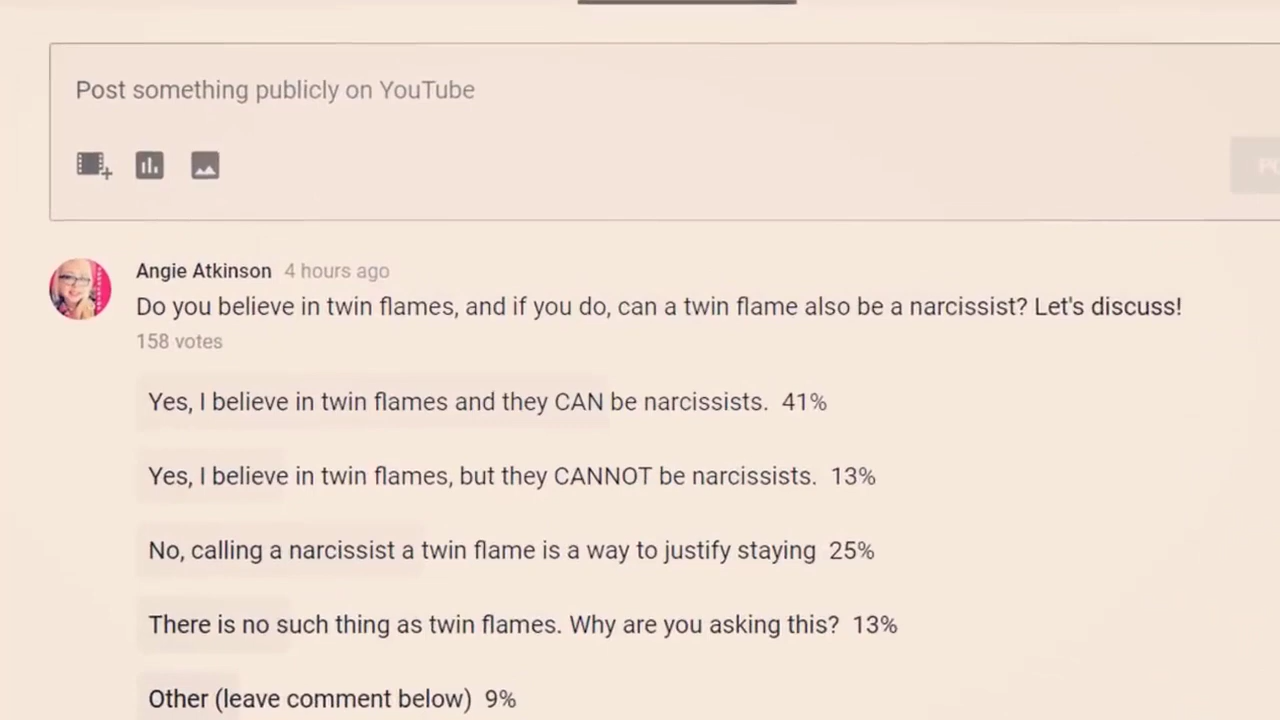 Post something publicly on YouTube
Angie Atkinson 4 hours ago
Do you believe in twin flames, and if you do, can a twin flame also be a narcissist? Let's discuss!
158 votes
Yes, I believe in twin flames and they CAN be narcissists. 41%
Yes, I believe in twin flames, but they CANNOT be narcissists. 13%
No, calling a narcissist a twin flame is a way to justify staying 25%
There is no such thing as twin flames. Why are you asking this? 13%
Other (leave comment below) 9%